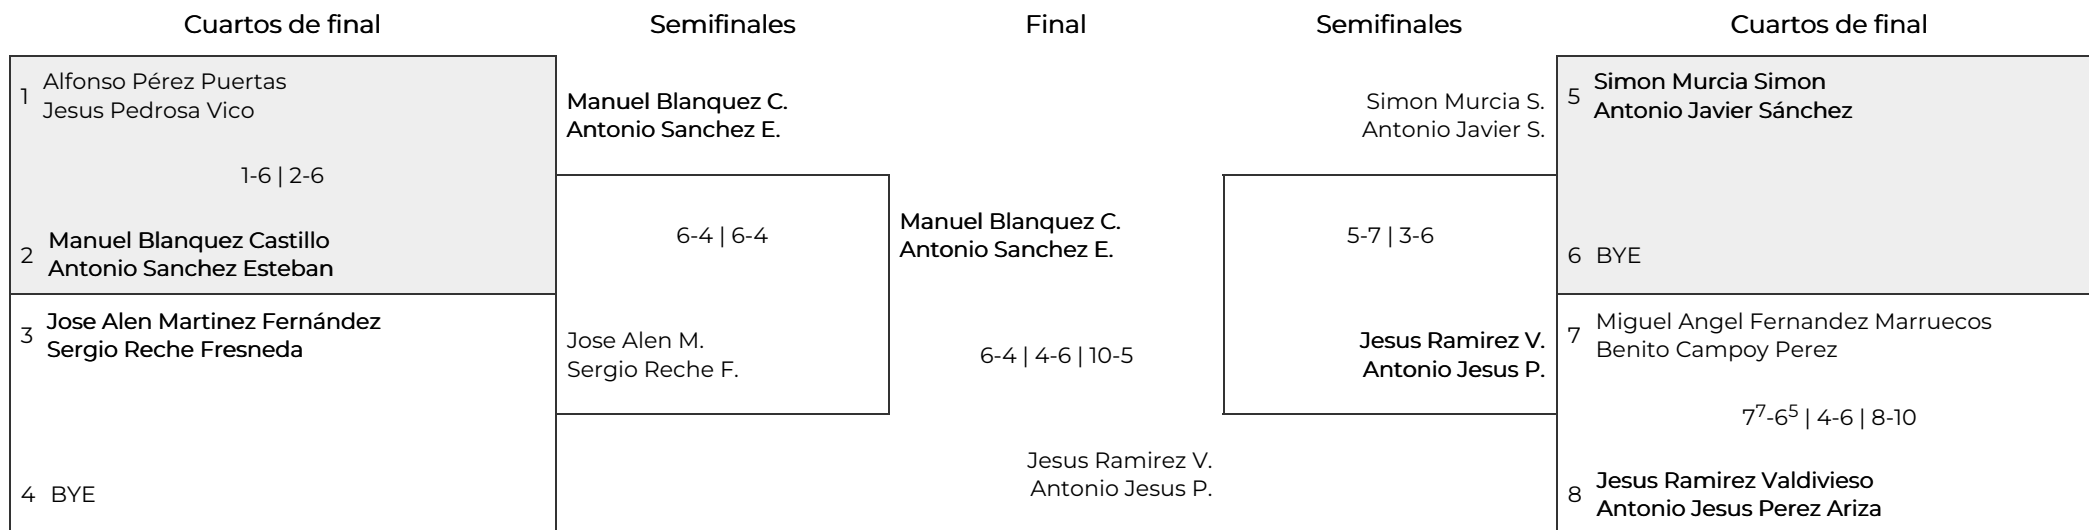 Cuartos de final
Semifinales
Final
Semifinales
Cuartos de final
1
Alfonso Pérez Puertas
Jesus Pedrosa Vico
1-6 | 2-6
2
Manuel Blanquez Castillo
Antonio Sanchez Esteban
3
Jose Alen Martinez Fernández
Sergio Reche Fresneda
4 BYE
Manuel Blanquez C.
Antonio Sanchez E.
6-4 | 6-4
Jose Alen M.
Sergio Reche F.
Manuel Blanquez C.
Antonio Sanchez E.
6-4 | 4-6 | 10-5
Jesus Ramirez V.
Antonio Jesus P.
Simon Murcia S.
Antonio Javier S.
5-7 | 3-6
Jesus Ramirez V.
Antonio Jesus P.
5
Simon Murcia Simon
Antonio Javier Sánchez
6 BYE
7
Miguel Angel Fernandez Marruecos
Benito Campoy Perez
7⁷-6⁵ | 4-6 | 8-10
8
Jesus Ramirez Valdivieso
Antonio Jesus Perez Ariza